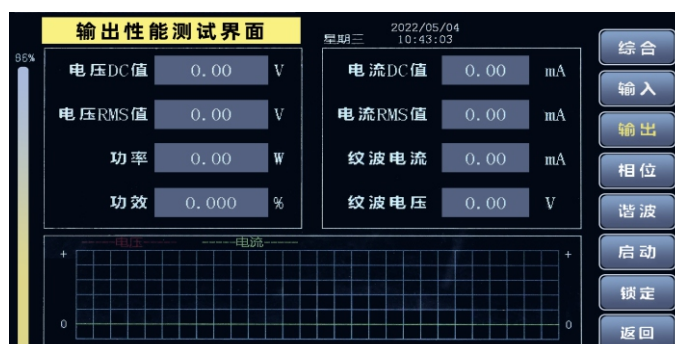 输出性能测试界面
星期三
2022/05/04
10:43:03
86%
电压DC值 0.00 V
电压RMS值 0.00 V
功率 0.00 W
功效 0.000 %
电流DC值 0.00 mA
电流RMS值 0.00 mA
纹波电流 0.00 mA
纹波电压 0.00 V
电压
电流
+ +
0 0
综合
输入
输出
相位
谐波
启动
锁定
返回